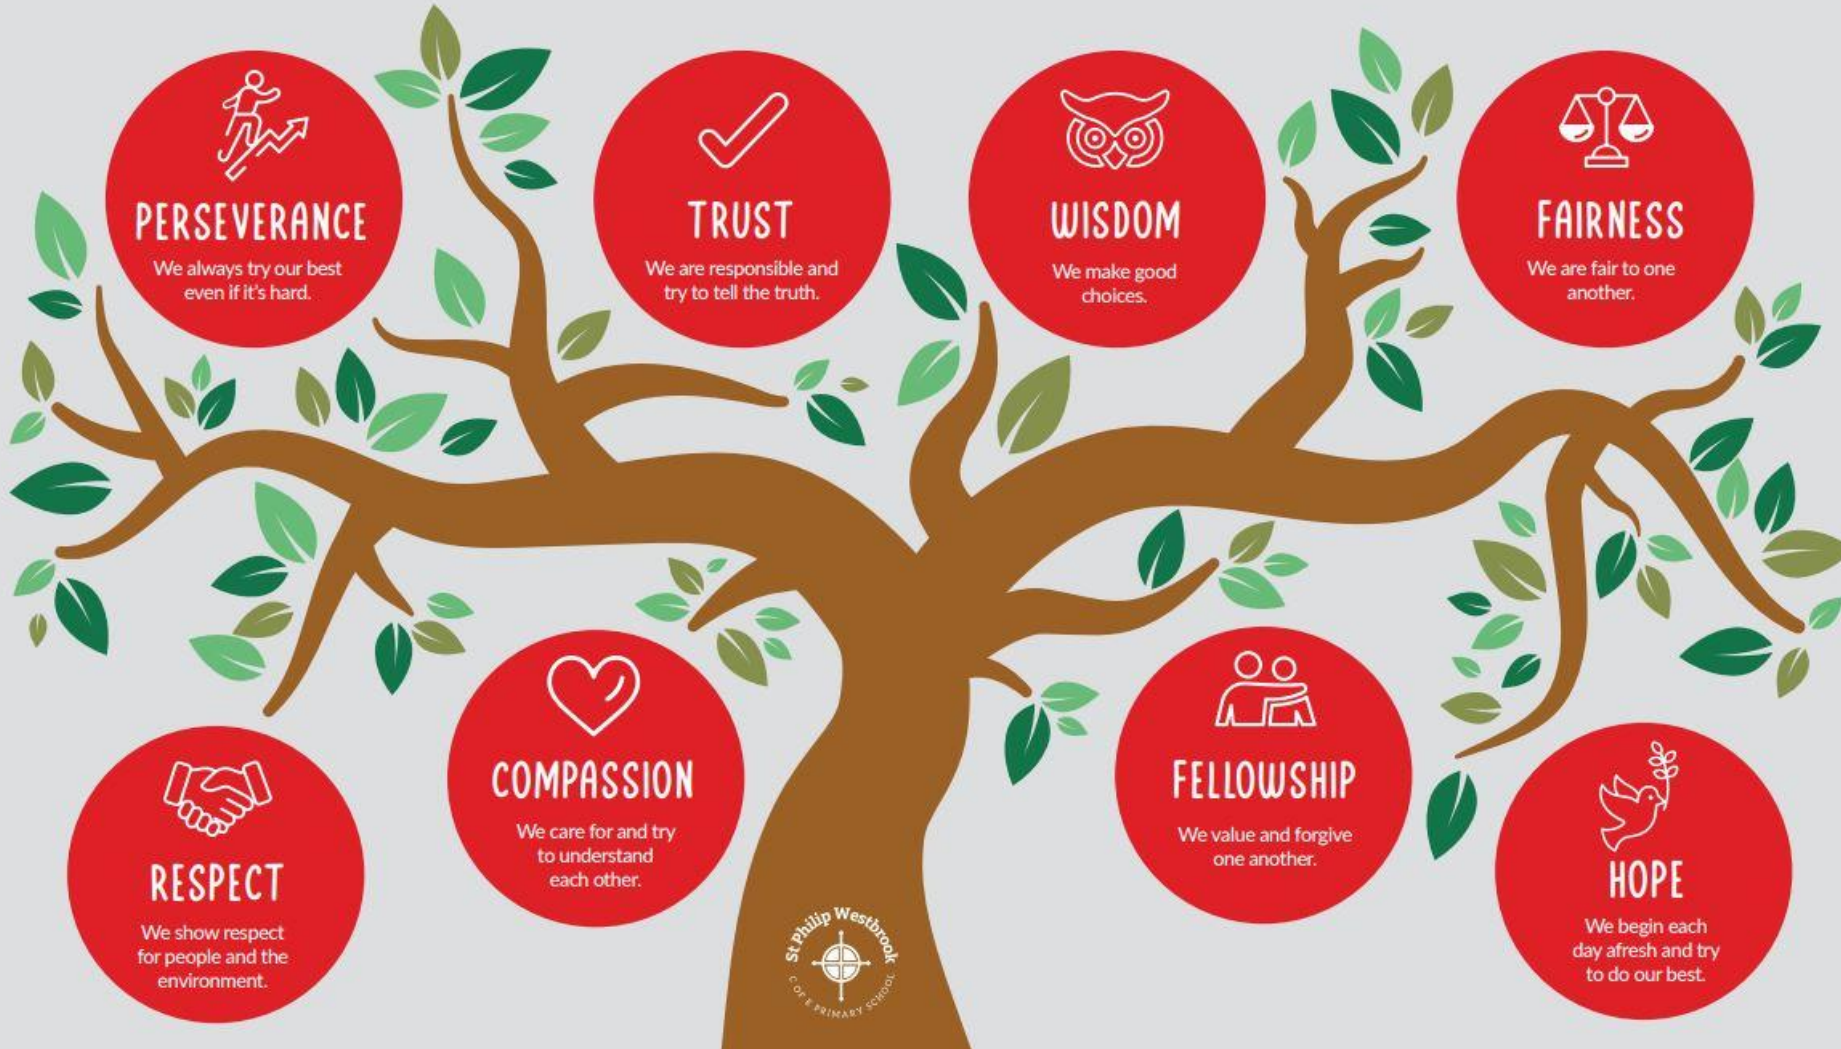 PERSEVERANCE
We always try our best
even if it's hard.
TRUST
We are responsible and
try to tell the truth.
WISDOM
We make good
choices.
FAIRNESS
We are fair to one
another.
RESPECT
We show respect
for people and the
environment.
COMPASSION
We care for and try
to understand
each other.
FELLOWSHIP
We value and forgive
one another.
HOPE
We begin each
day afresh and try
to do our best.
St Philip Westbrook
C OF E PRIMARY SCHOOL